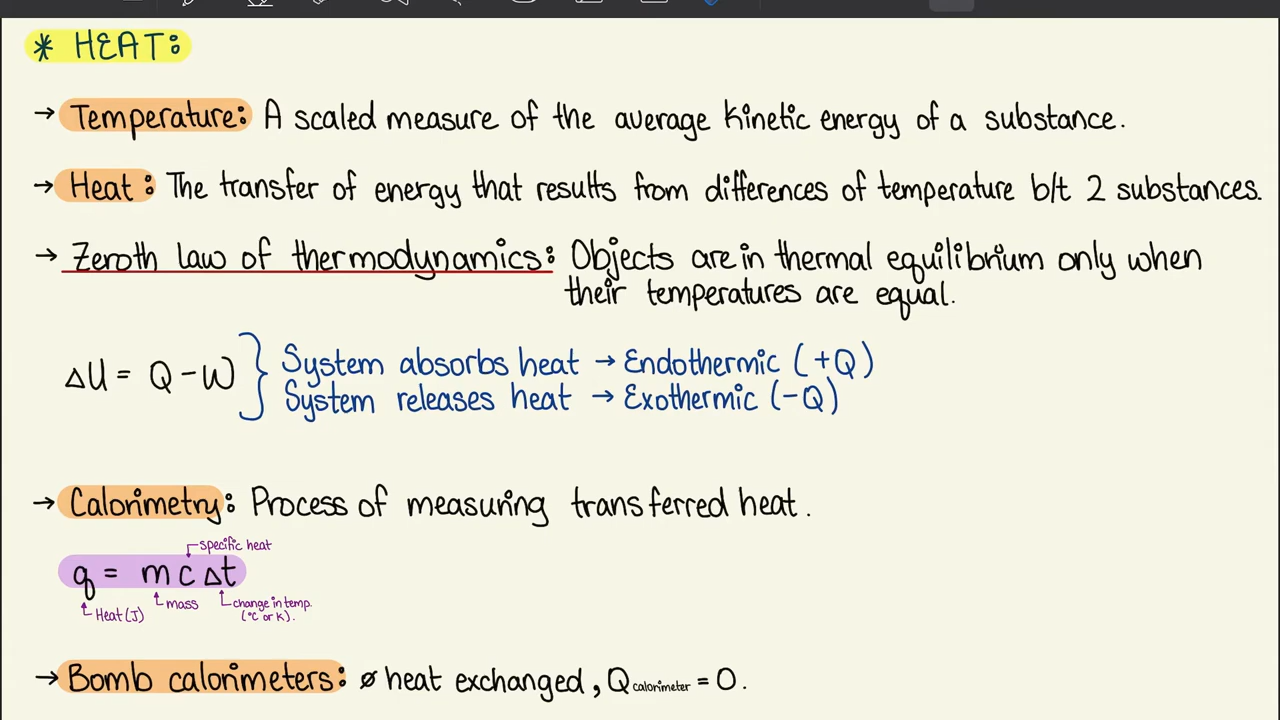 * HEAT:
→ Temperature: A scaled measure of the average kinetic energy of a substance.
→ Heat: The transfer of energy that results from differences of temperature b/t 2 substances.
→ Zeroth law of thermodynamics: Objects are in thermal equilibrium only when
their temperatures are equal.
ΔU = Q - W } System absorbs heat → Endothermic (+Q)
System releases heat → Exothermic (-Q)
→ Calorimetry: Process of measuring transferred heat.
specific heat
q = m c Δt
Heat (J) mass change in temp.
(°C or K).
→ Bomb calorimeters: ∅ heat exchanged, Q calorimeter = 0.